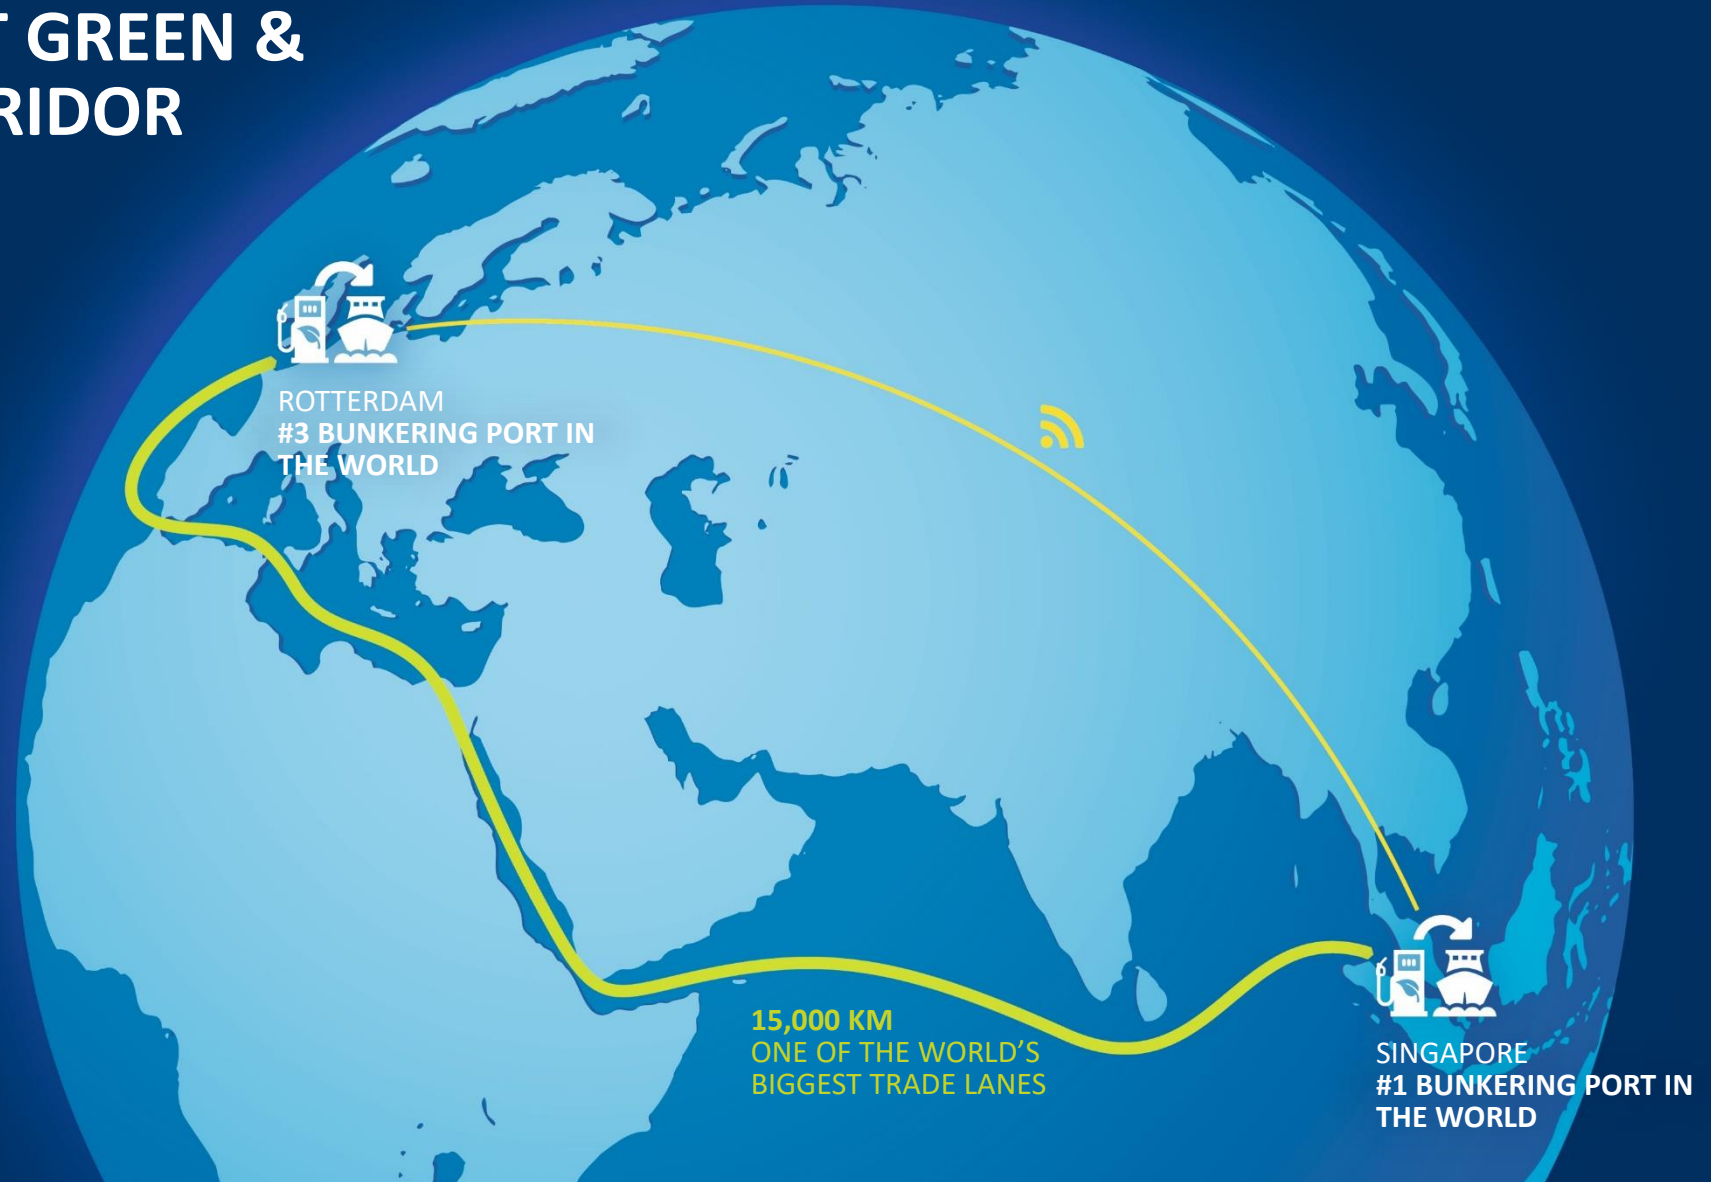 T GREEN &
RIDOR
ROTTERDAM
#3 BUNKERING PORT IN
THE WORLD
15,000 KM
ONE OF THE WORLD'S
BIGGEST TRADE LANES
SINGAPORE
#1 BUNKERING PORT IN
THE WORLD